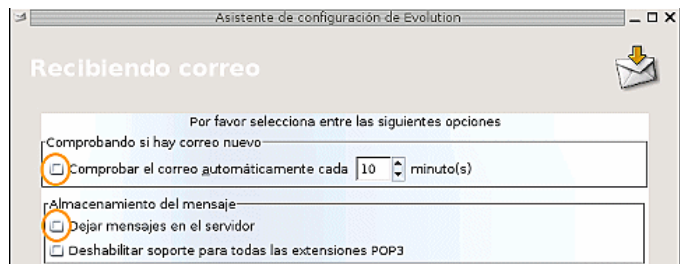 Asistente de configuración de Evolution
Recibiendo correo
Por favor selecciona entre las siguientes opciones
Comprobando si hay correo nuevo
Comprobar el correo automáticamente cada 10 minuto(s)
Almacenamiento del mensaje
Dejar mensajes en el servidor
Deshabilitar soporte para todas las extensiones POP3